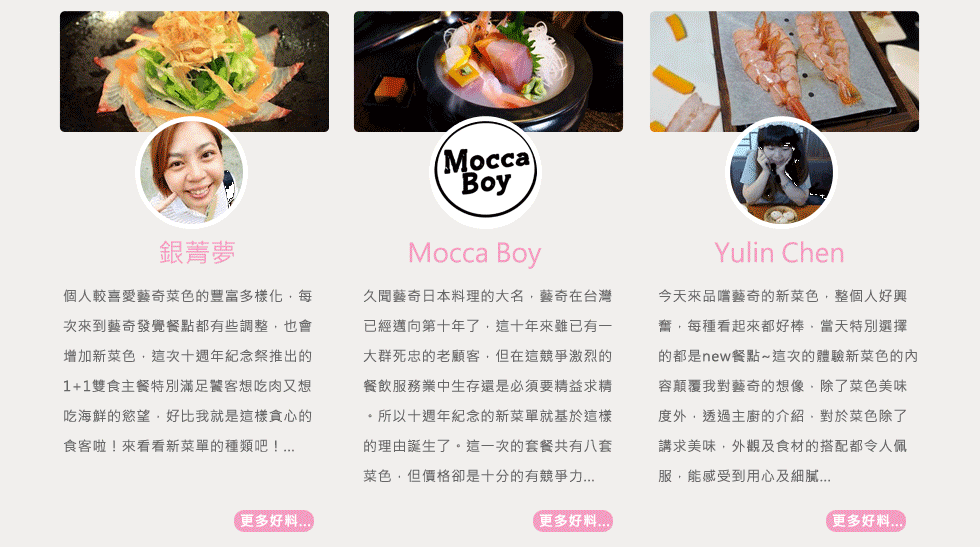 Mocca
Boy
銀菁夢
個人較喜愛藝奇菜色的豐富多樣化，每
次來到藝奇發覺餐點都有些調整，也會
增加新菜色，這次十週年紀念祭推出的
1+1雙食主餐特別滿足饕客想吃肉又想
吃海鮮的慾望，好比我就是這樣貪心的
食客啦！來看看新菜單的種類吧！...
更多好料...
Mocca Boy
久聞藝奇日本料理的大名，藝奇在台灣
已經邁向第十年了，這十年來雖已有一
大群死忠的老顧客，但在這競爭激烈的
餐飲服務業中生存還是必須要精益求精
。所以十週年紀念的新菜單就基於這樣
的理由誕生了。這一次的套餐共有八套
菜色，但價格卻是十分的有競爭力...
更多好料...
Yulin Chen
今天來品嚐藝奇的新菜色，整個人好興
奮，每種看起來都好棒，當天特別選擇
的都是new餐點~這次的體驗新菜色的內
容顛覆我對藝奇的想像，除了菜色美味
度外，透過主廚的介紹，對於菜色除了
講求美味，外觀及食材的搭配都令人佩
服，能感受到用心及細膩...
更多好料...